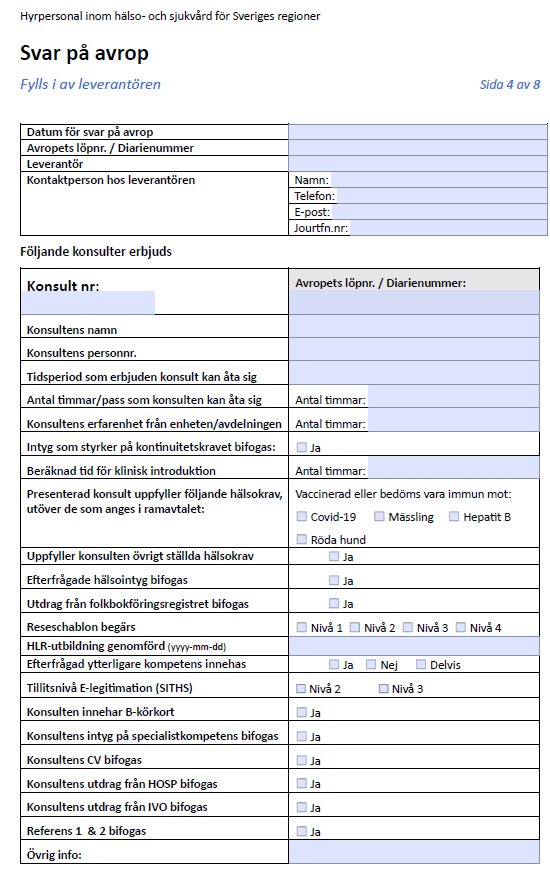 Hyrpersonal inom hälso- och sjukvård för Sveriges regioner
Svar på avrop
Fylls i av leverantören Sida 4 av 8
Datum för svar på avrop
Avropets löpnr. / Diarienummer
Leverantör
Kontaktperson hos leverantören Namn:
Telefon:
E-post:
Jourtfn.nr:
Följande konsulter erbjuds
Konsult nr: Avropets löpnr. / Diarienummer:
Konsultens namn
Konsultens personnr.
Tidsperiod som erbjuden konsult kan åta sig
Antal timmar/pass som konsulten kan åta sig Antal timmar:
Konsultens erfarenhet från enheten/avdelningen Antal timmar:
Intyg som styrker på kontinuitetskravet bifogas: Ja
Beräknad tid för klinisk introduktion Antal timmar:
Presenterad konsult uppfyller följande hälsokrav, Vaccinerad eller bedöms vara immun mot:
utöver de som anges i ramavtalet: Covid-19 Mässling Hepatit B
Röda hund
Uppfyller konsulten övrigt ställda hälsokrav Ja
Efterfrågade hälsointyg bifogas Ja
Utdrag från folkbokföringsregistret bifogas Ja
Reseschablon begärs Nivå 1 Nivå 2 Nivå 3 Nivå 4
HLR-utbildning genomförd (yyyy-mm-dd)
Efterfrågad ytterligare kompetens innehas Ja Nej Delvis
Tillitsnivå E-legitimation (SITHS) Nivå 2 Nivå 3
Konsulten innehar B-körkort Ja
Konsultens intyg på specialistkompetens bifogas Ja
Konsultens CV bifogas Ja
Konsultens utdrag från HOSP bifogas Ja
Konsultens utdrag från IVO bifogas Ja
Referens 1 & 2 bifogas Ja
Övrig info: